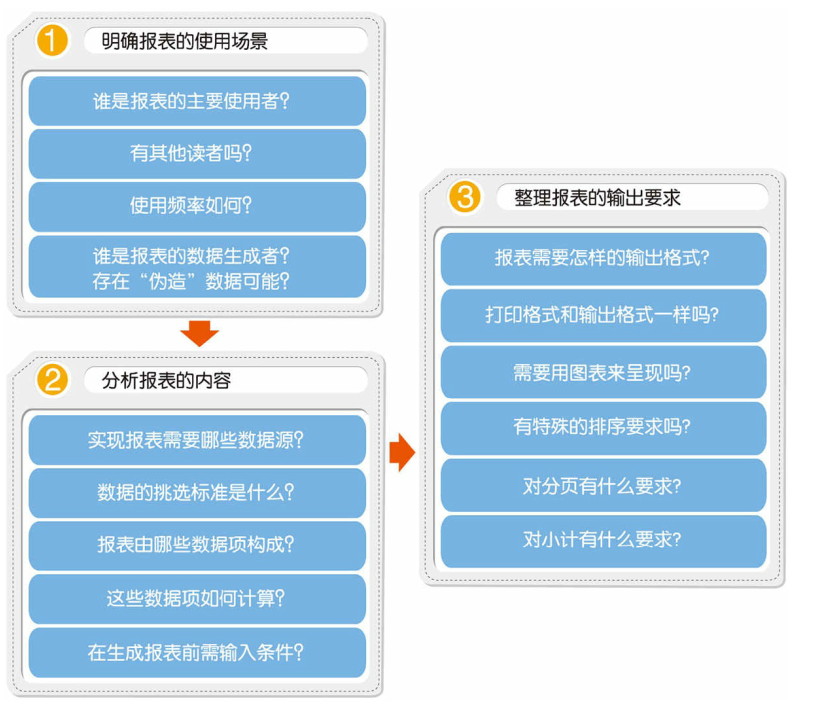 1
明确报表的使用场景
谁是报表的主要使用者?
有其他读者吗?
使用频率如何?
谁是报表的数据生成者?
存在“伪造”数据可能?
2
分析报表的内容
实现报表需要哪些数据源?
数据的挑选标准是什么?
报表由哪些数据项构成?
这些数据项如何计算?
在生成报表前需输入条件?
3
整理报表的输出要求
报表需要怎样的输出格式?
打印格式和输出格式一样吗?
需要用图表来呈现吗?
有特殊的排序要求吗?
对分页有什么要求?
对小计有什么要求?